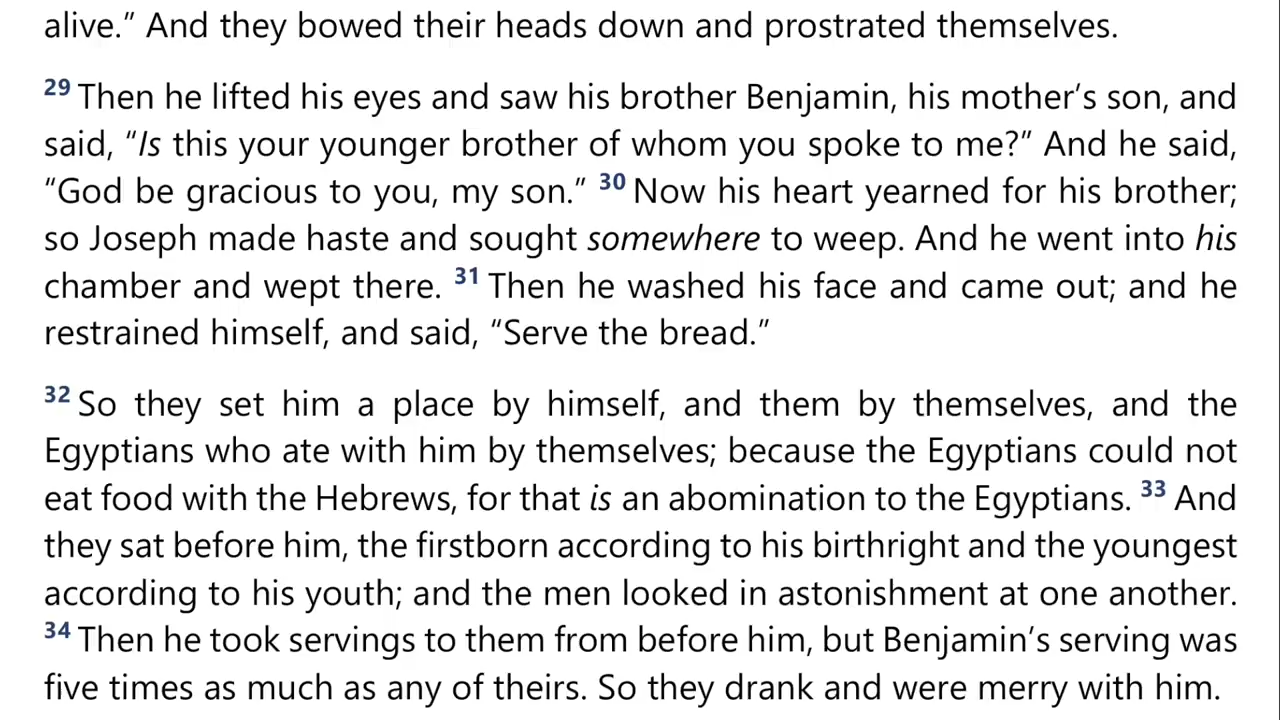 alive.” And they bowed their heads down and prostrated themselves.
29 Then he lifted his eyes and saw his brother Benjamin, his mother’s son, and
said, “Is this your younger brother of whom you spoke to me?” And he said,
“God be gracious to you, my son.” 30 Now his heart yearned for his brother;
so Joseph made haste and sought somewhere to weep. And he went into his
chamber and wept there. 31 Then he washed his face and came out; and he
restrained himself, and said, “Serve the bread.”
32 So they set him a place by himself, and them by themselves, and the
Egyptians who ate with him by themselves; because the Egyptians could not
eat food with the Hebrews, for that is an abomination to the Egyptians. 33 And
they sat before him, the firstborn according to his birthright and the youngest
according to his youth; and the men looked in astonishment at one another.
34 Then he took servings to them from before him, but Benjamin’s serving was
five times as much as any of theirs. So they drank and were merry with him.